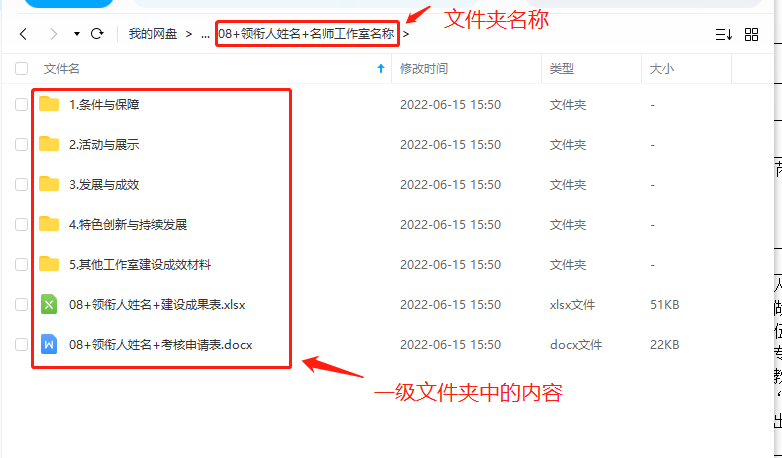 文件夹名称
我的网盘 > ... 08+领衔人姓名+名师工作室名称 >
文件名 修改时间 类型 大小
1.条件与保障 2022-06-15 15:50 文件夹 -
2.活动与展示 2022-06-15 15:50 文件夹 -
3.发展与成效 2022-06-15 15:50 文件夹 -
4.特色创新与持续发展 2022-06-15 15:50 文件夹 -
5.其他工作室建设成效材料 2022-06-15 15:50 文件夹 -
08+领衔人姓名+建设成果表.xlsx 2022-06-15 15:50 xlsx文件 51KB
08+领衔人姓名+考核申请表.docx 2022-06-15 15:50 docx文件 22KB
一级文件夹中的内容